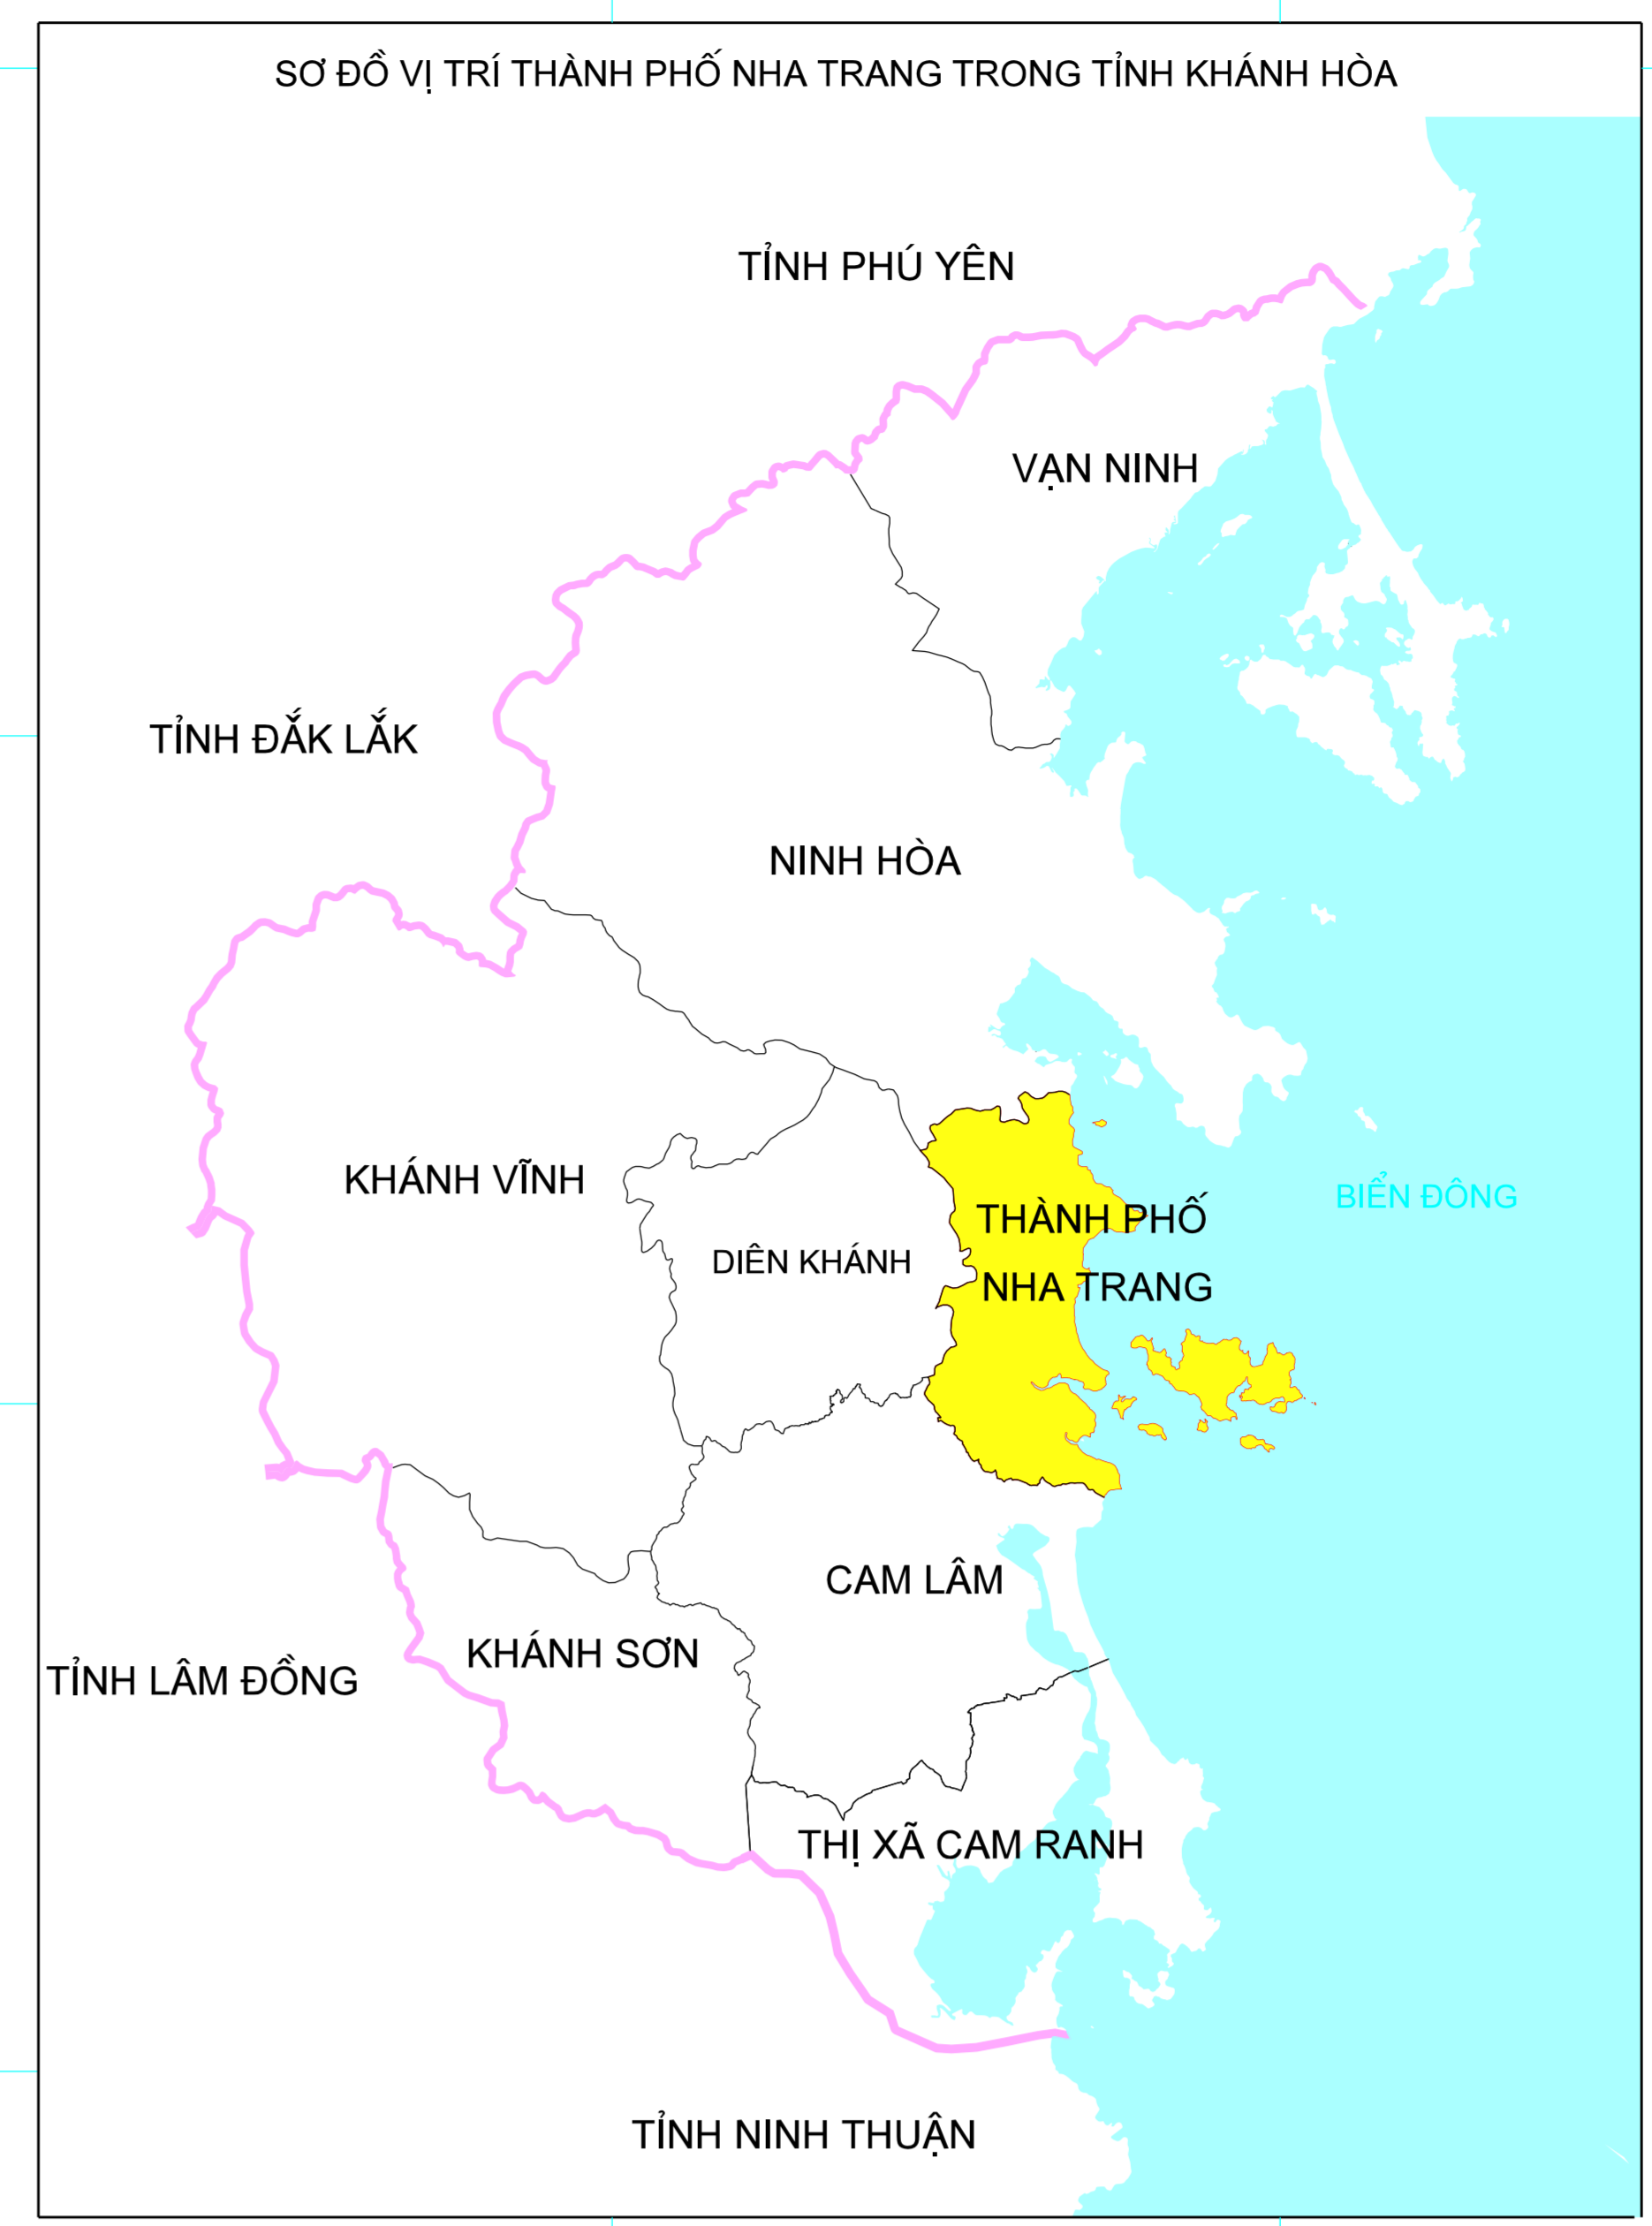 SƠ ĐỒ VỊ TRÍ THÀNH PHỐ NHA TRANG TRONG TỈNH KHÁNH HÒA
TỈNH PHÚ YÊN
VẠN NINH
TỈNH ĐẮK LẮK
NINH HÒA
KHÁNH VĨNH
BIỂN ĐÔNG
THÀNH PHỐ
NHA TRANG
DIÊN KHÁNH
CAM LÂM
KHÁNH SƠN
TỈNH LÂM ĐỒNG
THỊ XÃ CAM RANH
TỈNH NINH THUẬN